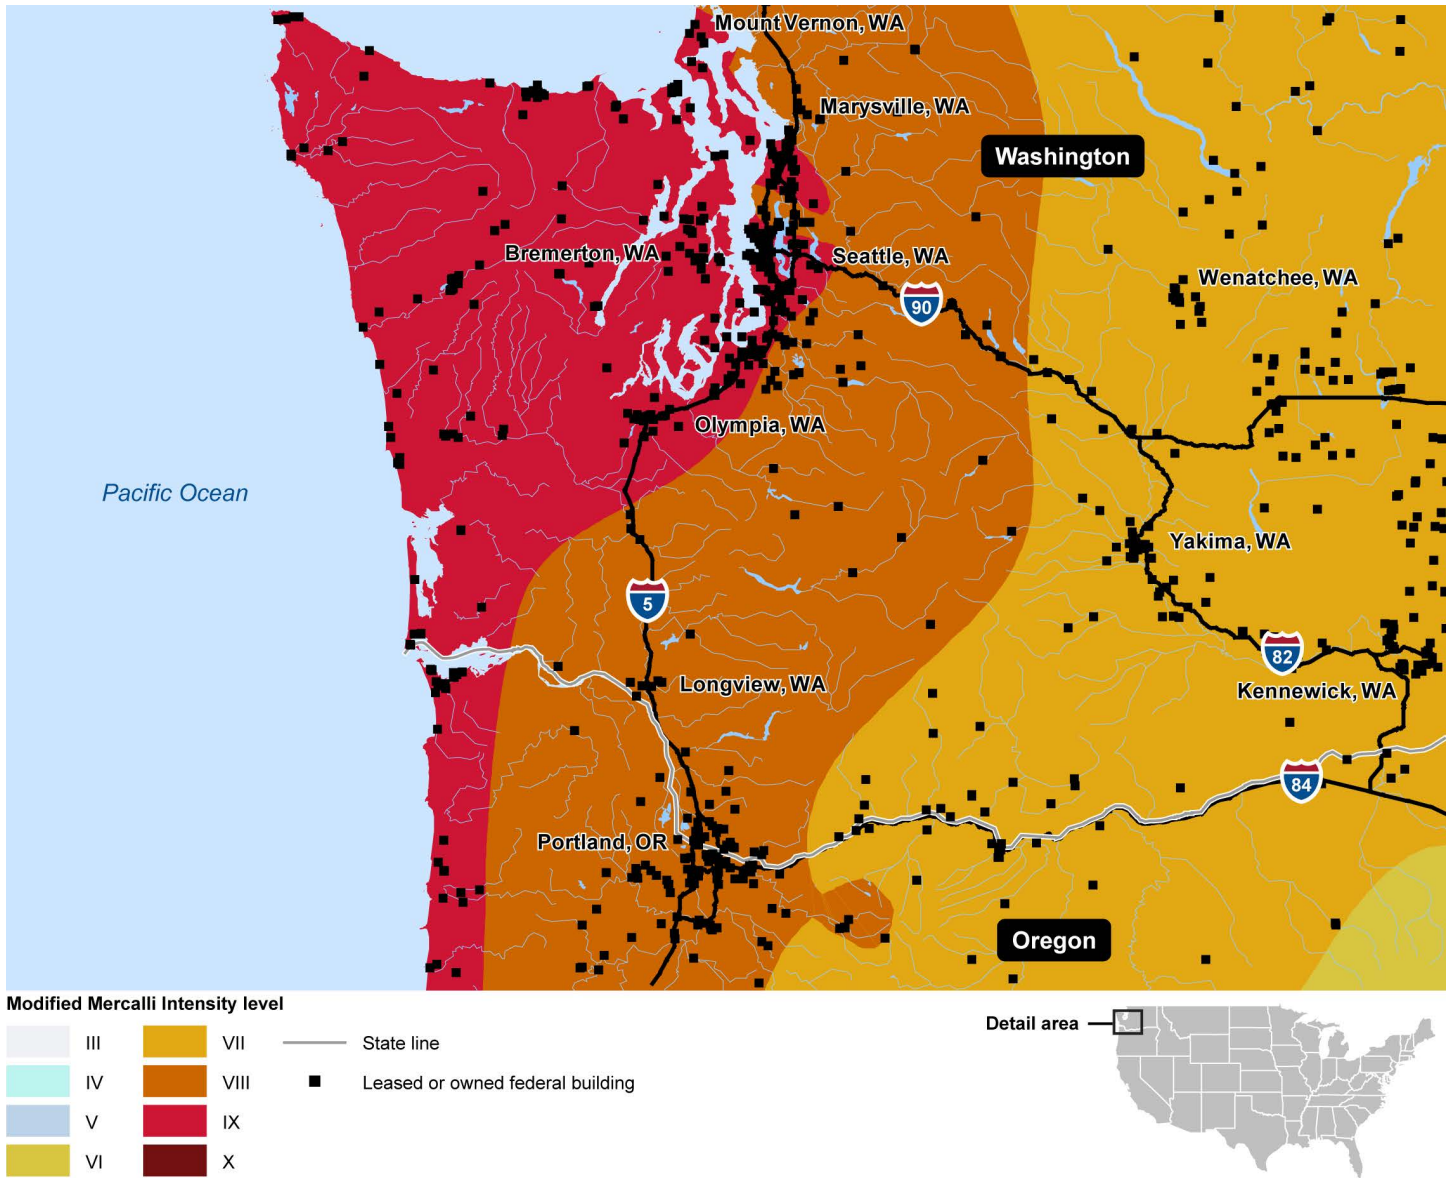 Mount Vernon, WA
Marysville, WA
Washington
Bremerton, WA
Seattle, WA
Wenatchee, WA
90
Olympia, WA
Pacific Ocean
Yakima, WA
5
82
Longview, WA
Kennewick, WA
84
Portland, OR
Oregon
Modified Mercalli Intensity level
III
IV
V
VI
VII
VIII
IX
X
State line
Leased or owned federal building
Detail area